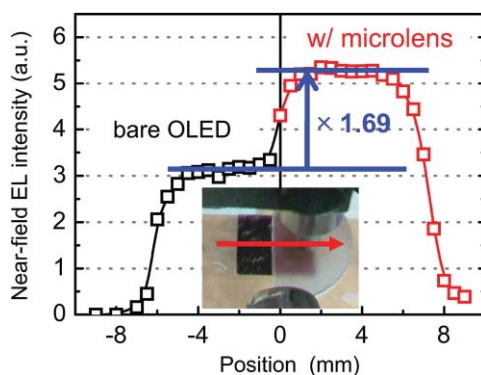 Near-field EL intensity (a.u.)
6
5
4
3
2
1
0
w/ microlens
bare OLED
× 1.69
-8 -4 0 4 8
Position (mm)